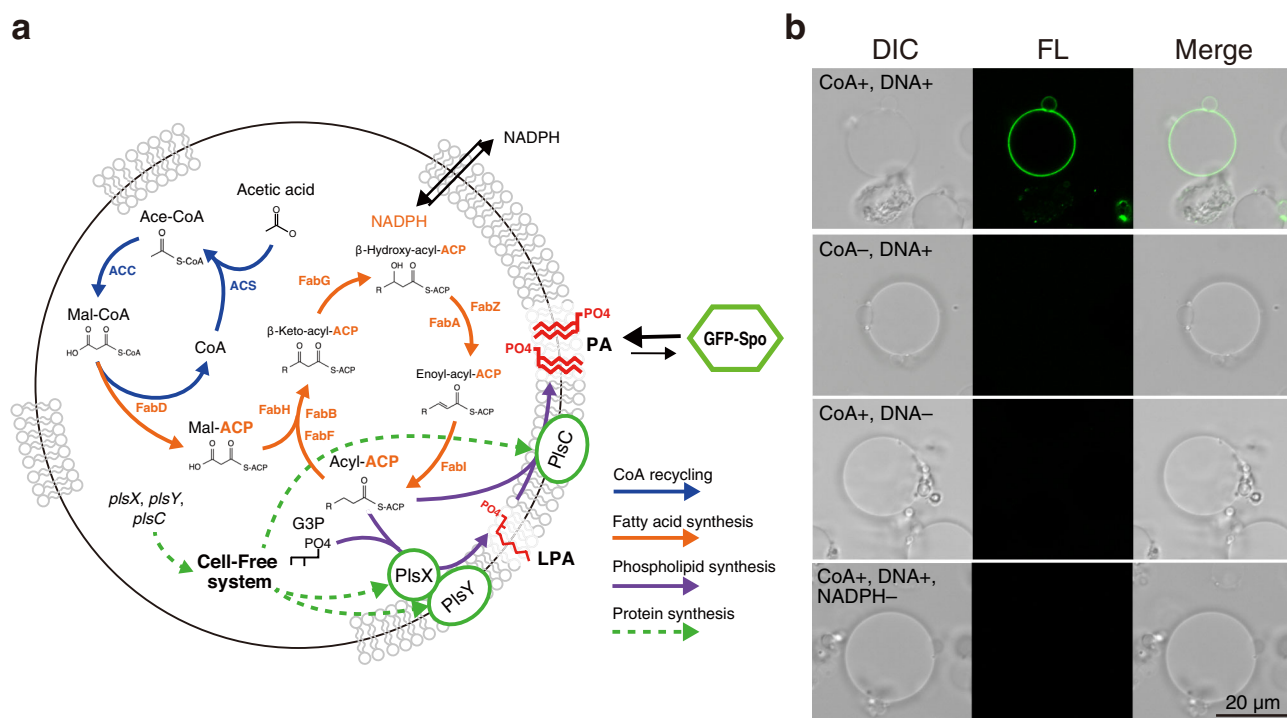 a
NADPH
Acetic acid
O
O
Ace-CoA
O
S-CoA
NADPH
β-Hydroxy-acyl-ACP
OH
O
R
S-ACP
ACC
ACS
FabG
FabZ
FabA
Mal-CoA
O
O
HO
S-CoA
CoA
β-Keto-acyl-ACP
O
O
R
S-ACP
PO4
PO4
PA
GFP-Spo
Enoyl-acyl-ACP
O
R
S-ACP
FabD
FabH
FabB
FabF
Mal-ACP
O
O
HO
S-ACP
Acyl-ACP
O
R
S-ACP
FabI
PlsC
plsX, plsY,
plsC
G3P
PO4
PO4
LPA
Cell-Free
system
PlsX
PlsY
CoA recycling
Fatty acid synthesis
Phospholipid synthesis
Protein synthesis
b
DIC
FL
Merge
CoA+, DNA+
CoA–, DNA+
CoA+, DNA–
CoA+, DNA+,
NADPH–
20 µm